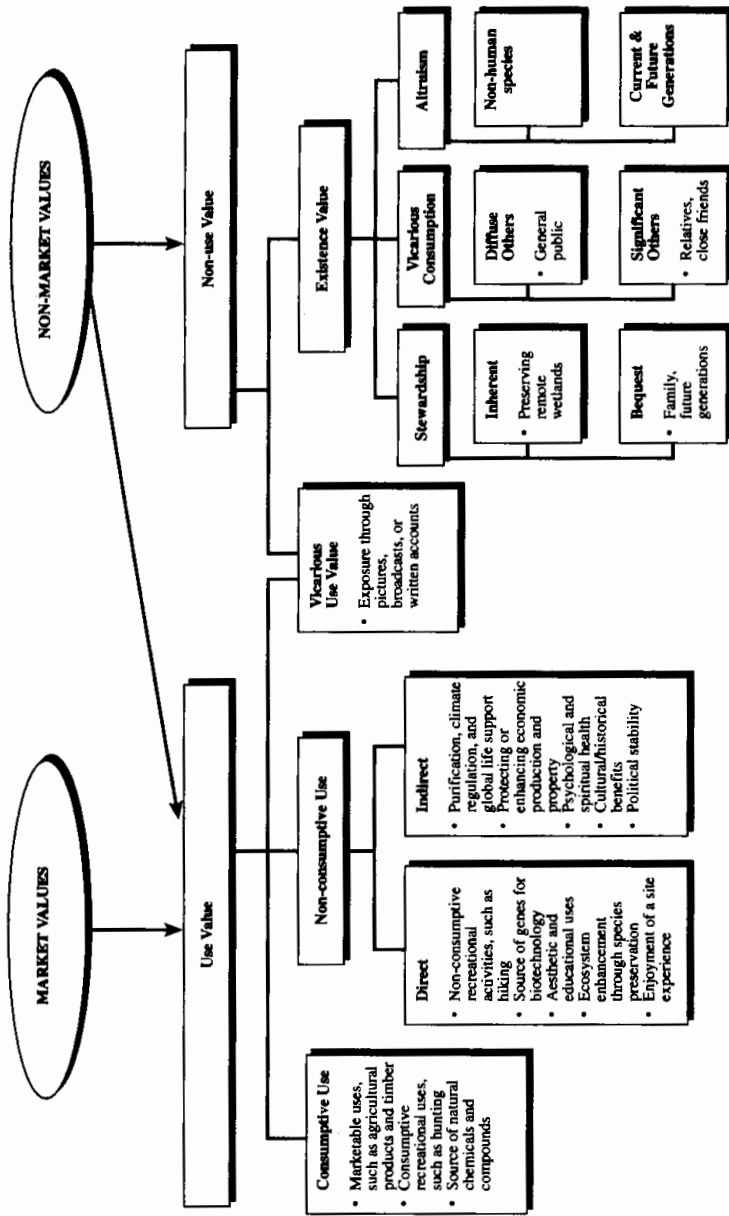 MARKET VALUES
NON-MARKET VALUES
Use Value
Non-use Value
Consumptive Use
• Marketable uses,
such as agricultural
products and timber
• Consumptive
recreational uses,
such as hunting
• Source of natural
chemicals and
compounds
Non-consumptive Use
Direct
• Non-consumptive
recreational
activities, such as
hiking
• Source of genes for
biotechnology
• Aesthetic and
educational uses
• Ecosystem
enhancement
through species
preservation
• Enjoyment of a site
experience
Indirect
• Purification, climate
regulation, and
global life support
• Protecting or
enhancing economic
production and
property
• Psychological and
spiritual health
• Cultural/historical
benefits
• Political stability
Vicarious
Use Value
• Exposure through
pictures,
broadcasts, or
written accounts
Existence Value
Stewardship
Inherent
• Preserving
remote
wetlands
Bequest
• Family,
future
generations
Vicarious
Consumption
Diffuse
Others
• General
public
Significant
Others
• Relatives,
close friends
Altruism
Non-human
species
Current &
Future
Generations